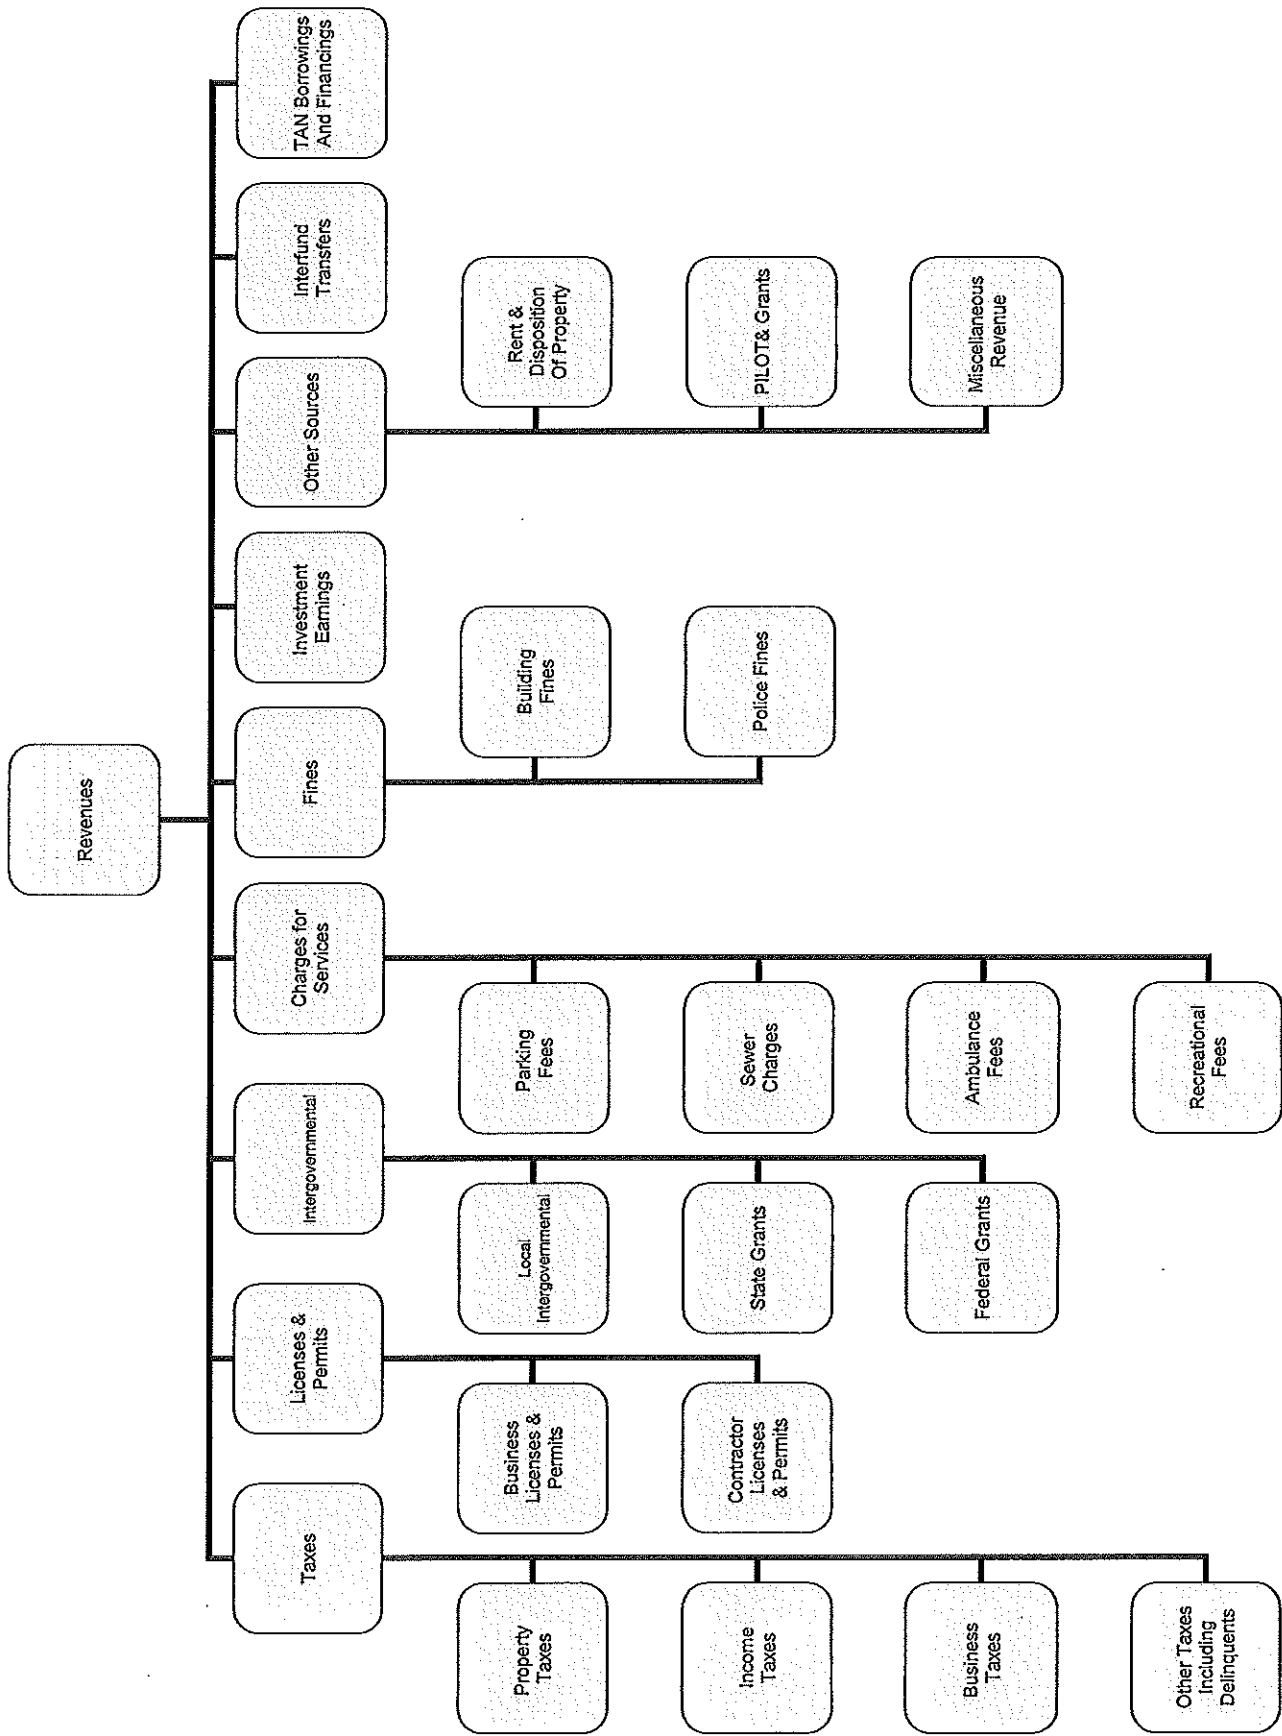 Revenues
Taxes
Licenses &
Permits
Intergovernmental
Charges for
Services
Fines
Investment
Earnings
Other Sources
Interfund
Transfers
TAN Borrowings
And Financings
Property
Taxes
Income
Taxes
Business
Taxes
Other Taxes
Including
Delinquents
Business
Licenses &
Permits
Contractor
Licenses
& Permits
Local
Intergovernmental
State Grants
Federal Grants
Parking
Fees
Sewer
Charges
Ambulance
Fees
Recreational
Fees
Building
Fines
Police Fines
Rent &
Disposition
Of Property
PILOT& Grants
Miscellaneous
Revenue